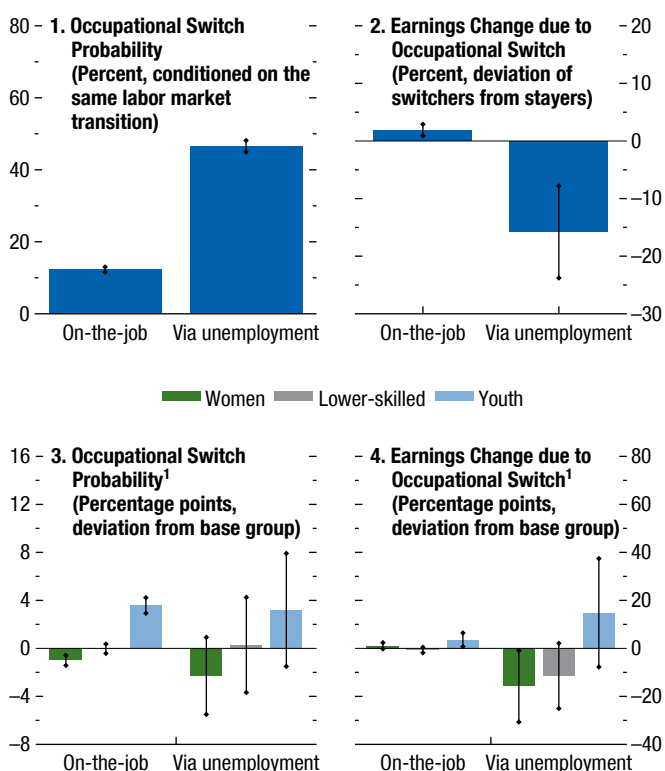 1. Occupational Switch
Probability
(Percent, conditioned on the
same labor market
transition)
80
60
40
20
0
On-the-job Via unemployment
2. Earnings Change due to
Occupational Switch
(Percent, deviation of
switchers from stayers)
20
10
0
–10
–20
–30
On-the-job Via unemployment
Women Lower-skilled Youth
3. Occupational Switch
Probability¹
(Percentage points,
deviation from base group)
16
12
8
4
0
–4
–8
On-the-job Via unemployment
4. Earnings Change due to
Occupational Switch¹
(Percentage points,
deviation from base group)
80
60
40
20
0
–20
–40
On-the-job Via unemployment